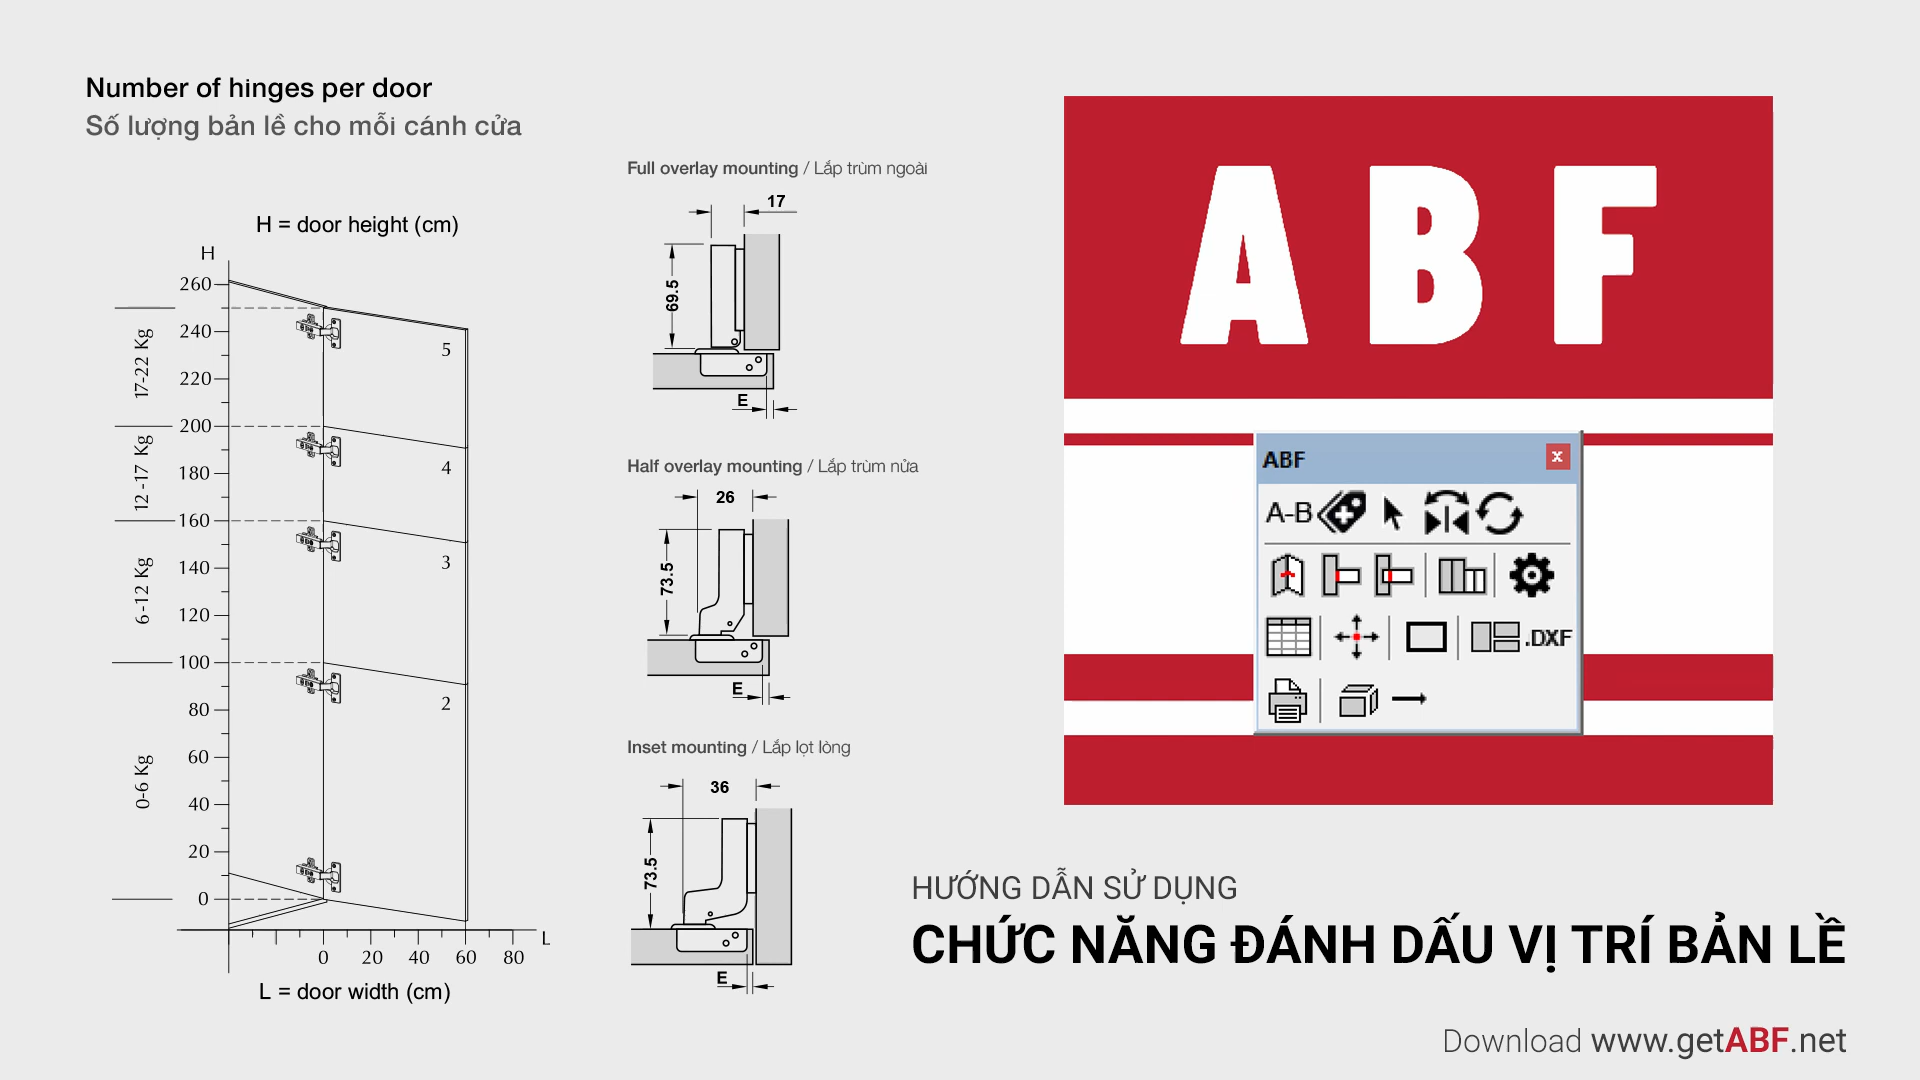 Number of hinges per door
Số lượng bản lề cho mỗi cánh cửa
H = door height (cm)
H
260
240
220
200
180
160
140
120
100
80
60
40
20
0
17-22 Kg
12 -17 Kg
6 -12 Kg
0-6 Kg
5
4
3
2
0 20 40 60 80
L
L = door width (cm)
Full overlay mounting / Lắp trùm ngoài
17
69.5
E
Half overlay mounting / Lắp trùm nửa
26
73.5
E
Inset mounting / Lắp lọt lòng
36
73.5
E
ABF
ABF
x
A-B
.DXF
HƯỚNG DẪN SỬ DỤNG
CHỨC NĂNG ĐÁNH DẤU VỊ TRÍ BẢN LỀ
Download www.getABF.net